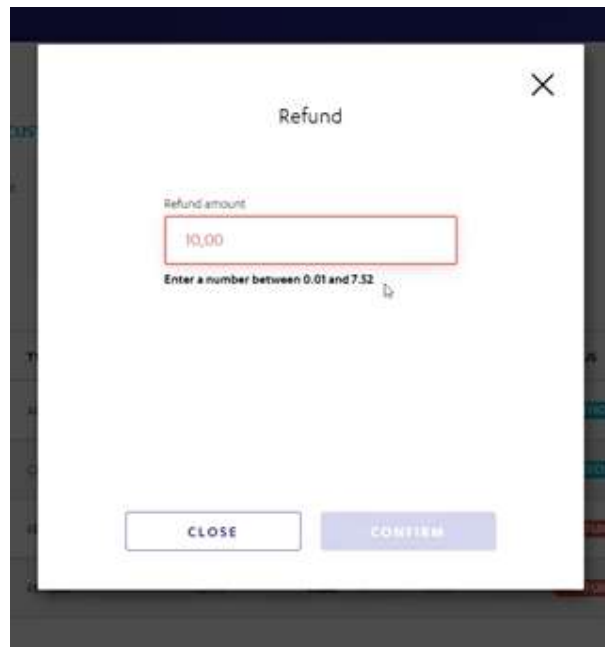 Refund
Refund amount
10,00
Enter a number between 0.01 and 7.52
CLOSE
CONFIRM